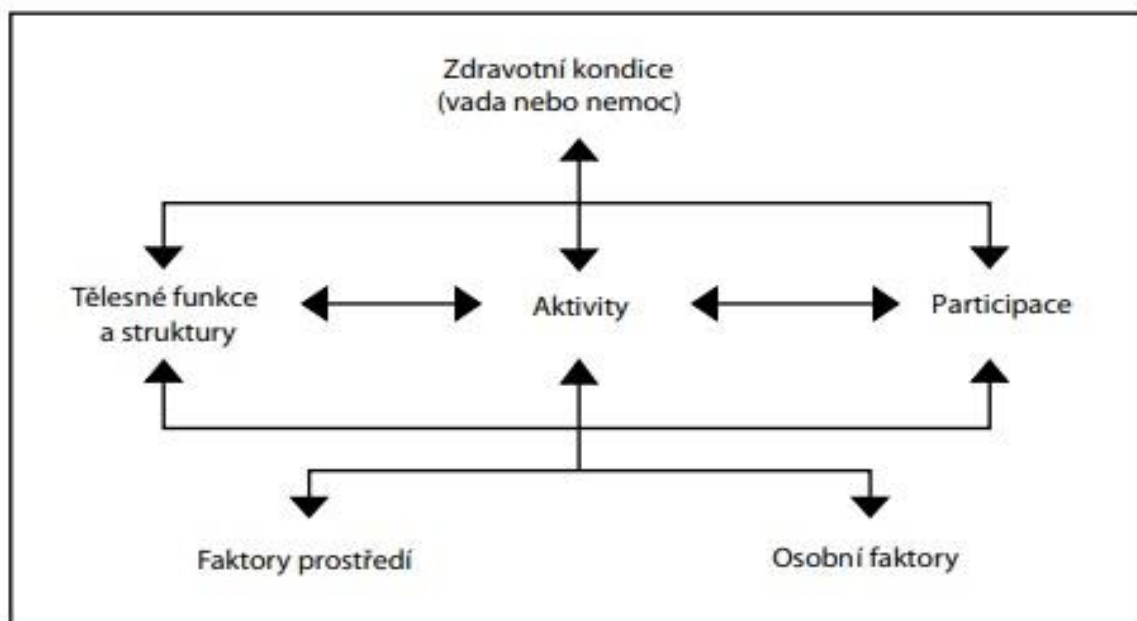 Zdravotní kondice
(vada nebo nemoc)
Tělesné funkce
a struktury
Aktivity
Participace
Faktory prostředí
Osobní faktory